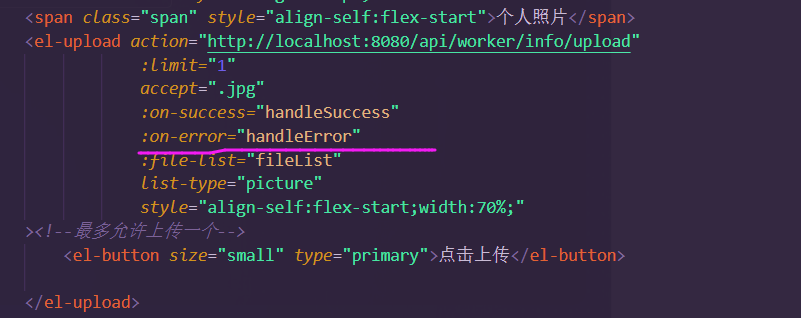 <span class="span" style="align-self:flex-start">个人照片</span>
<el-upload action="http://localhost:8080/api/worker/info/upload"
:limit="1"
accept=".jpg"
:on-success="handleSuccess"
:on-error="handleError"
:file-list="fileList"
list-type="picture"
style="align-self:flex-start;width:70%;"
><!--最多允许上传一个-->
<el-button size="small" type="primary">点击上传</el-button>
</el-upload>